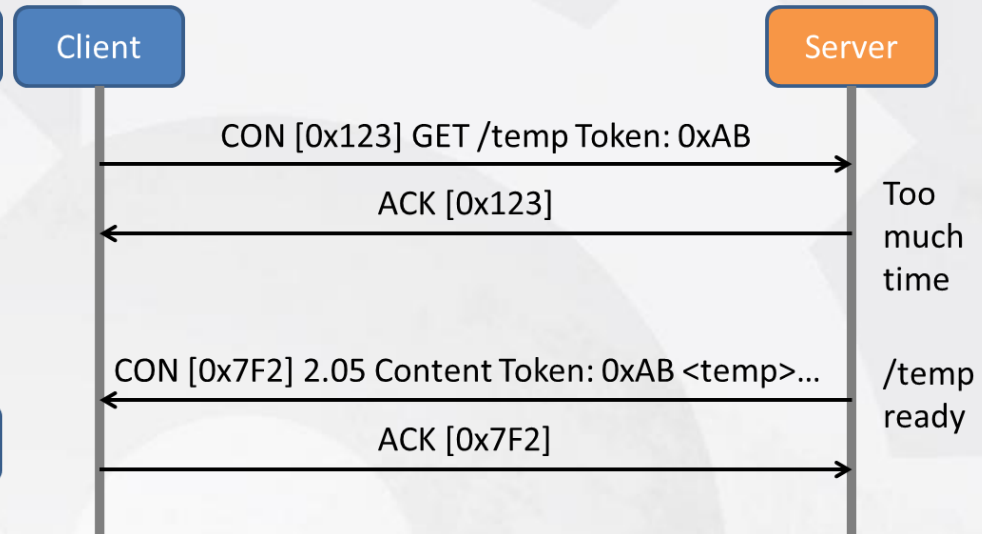 Client
Server
CON [0x123] GET /temp Token: 0xAB
ACK [0x123]
Too
much
time
CON [0x7F2] 2.05 Content Token: 0xAB <temp>...
/temp
ready
ACK [0x7F2]